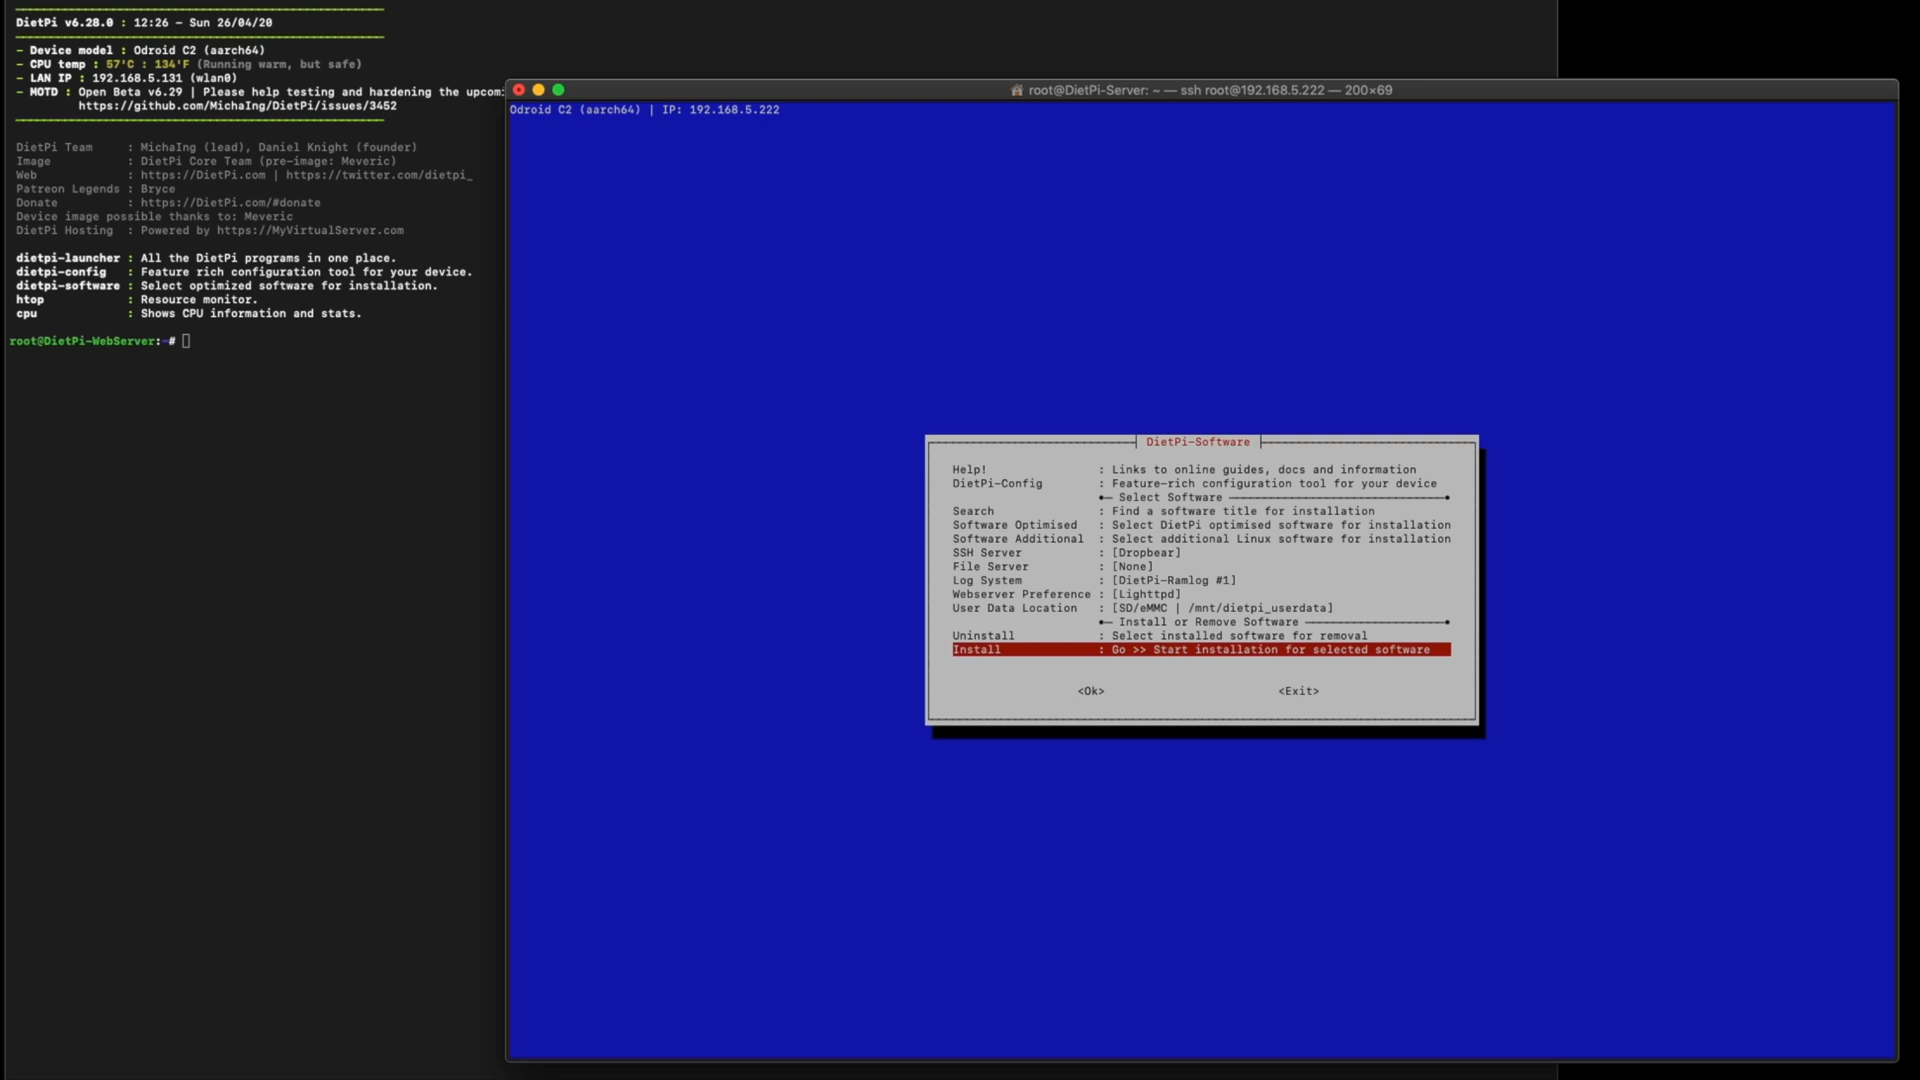 DietPi v6.28.0 : 12:26 - Sun 26/04/20
- Device model : Odroid C2 (aarch64)
- CPU temp : 57'C : 134'F (Running warm, but safe)
- LAN IP : 192.168.5.131 (wlan0)
- MOTD : Open Beta v6.29 | Please help testing and hardening the upcomi
https://github.com/MichaIng/DietPi/issues/3452
DietPi Team : MichaIng (lead), Daniel Knight (founder)
Image : DietPi Core Team (pre-image: Meveric)
Web : https://DietPi.com | https://twitter.com/dietpi_
Patreon Legends : Bryce
Donate : https://DietPi.com/#donate
Device image possible thanks to: Meveric
DietPi Hosting : Powered by https://MyVirtualServer.com
dietpi-launcher : All the DietPi programs in one place.
dietpi-config : Feature rich configuration tool for your device.
dietpi-software : Select optimized software for installation.
htop : Resource monitor.
cpu : Shows CPU information and stats.
root@DietPi-WebServer:~#
root@DietPi-Server: ~ — ssh root@192.168.5.222 — 200×69
Odroid C2 (aarch64) | IP: 192.168.5.222
DietPi-Software
Help! : Links to online guides, docs and information
DietPi-Config : Feature-rich configuration tool for your device
Select Software
Search : Find a software title for installation
Software Optimised : Select DietPi optimised software for installation
Software Additional : Select additional Linux software for installation
SSH Server : [Dropbear]
File Server : [None]
Log System : [DietPi-Ramlog #1]
Webserver Preference : [Lighttpd]
User Data Location : [SD/eMMC | /mnt/dietpi_userdata]
Install or Remove Software
Uninstall : Select installed software for removal
Install : Go >> Start installation for selected software
<Ok> <Exit>